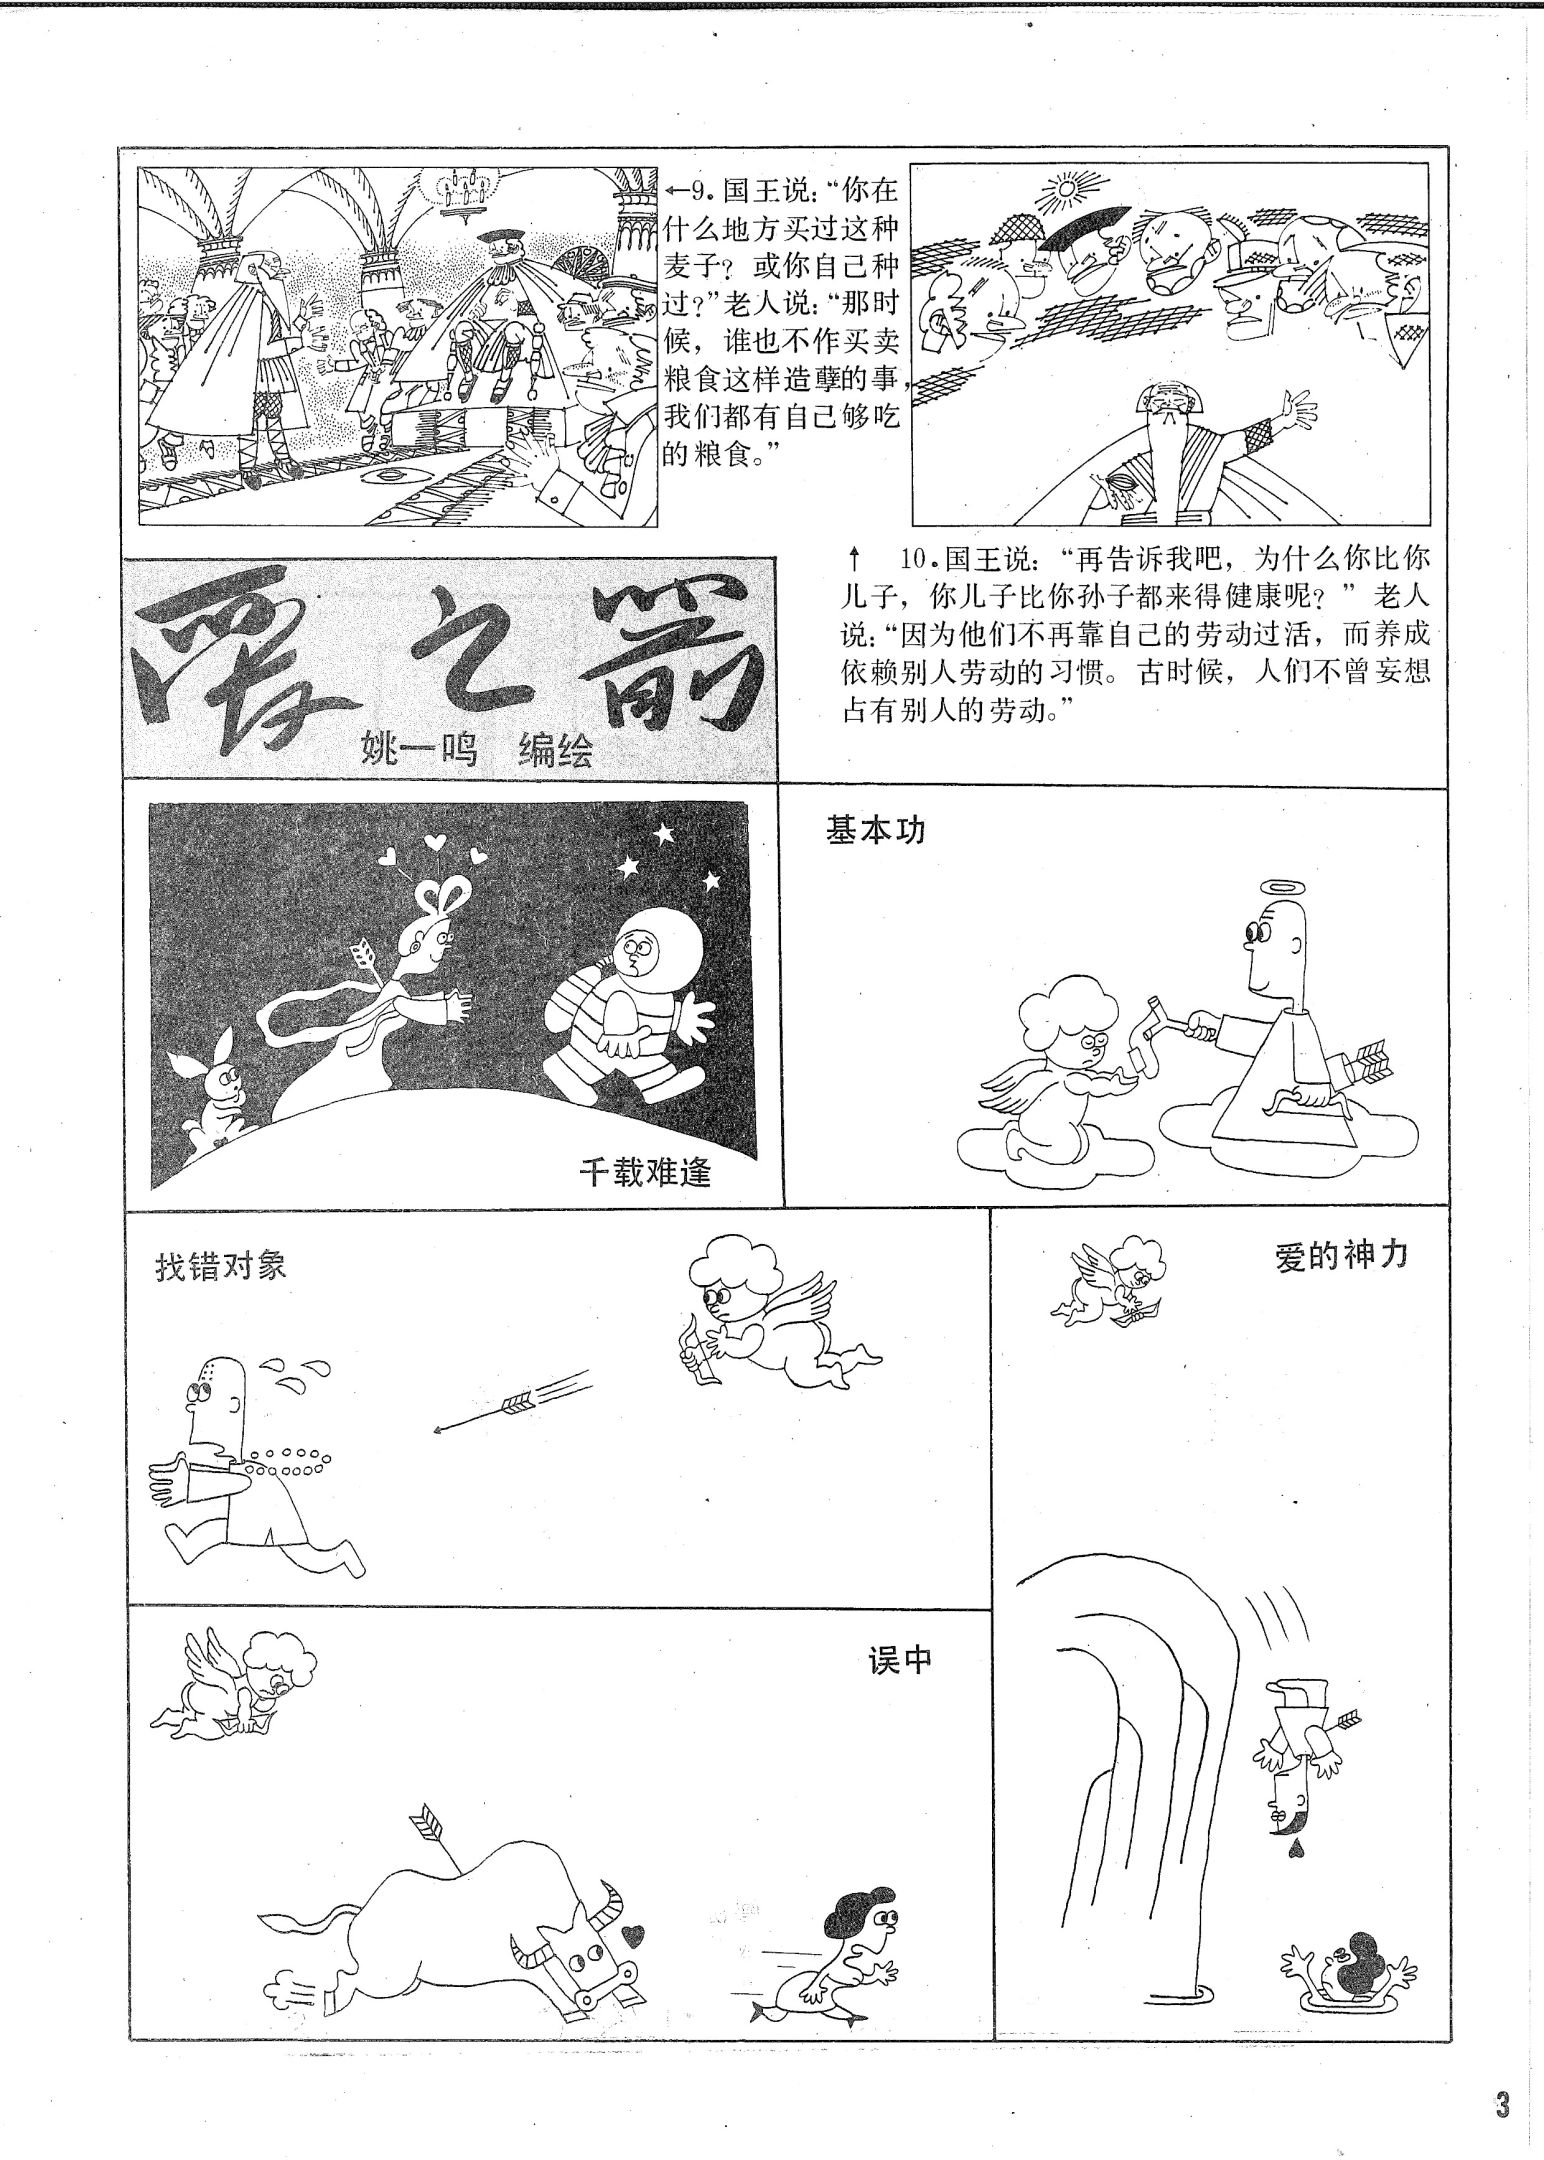 ←9.国王说:“你在
什么地方买过这种
麦子?或你自己种
过?”老人说:“那时
候,谁也不作买卖
粮食这样造孽的事,
我们都有自己够吃
的粮食。”
↑ 10.国王说:“再告诉我吧,为什么你比你
儿子,你儿子比你孙子都来得健康呢?”老人
说:“因为他们不再靠自己的劳动过活,而养成
依赖别人劳动的习惯。古时候,人们不曾妄想
占有别人的劳动。”
爱之箭
姚一鸣 编绘
千载难逢
基本功
找错对象
爱的神力
误中
3